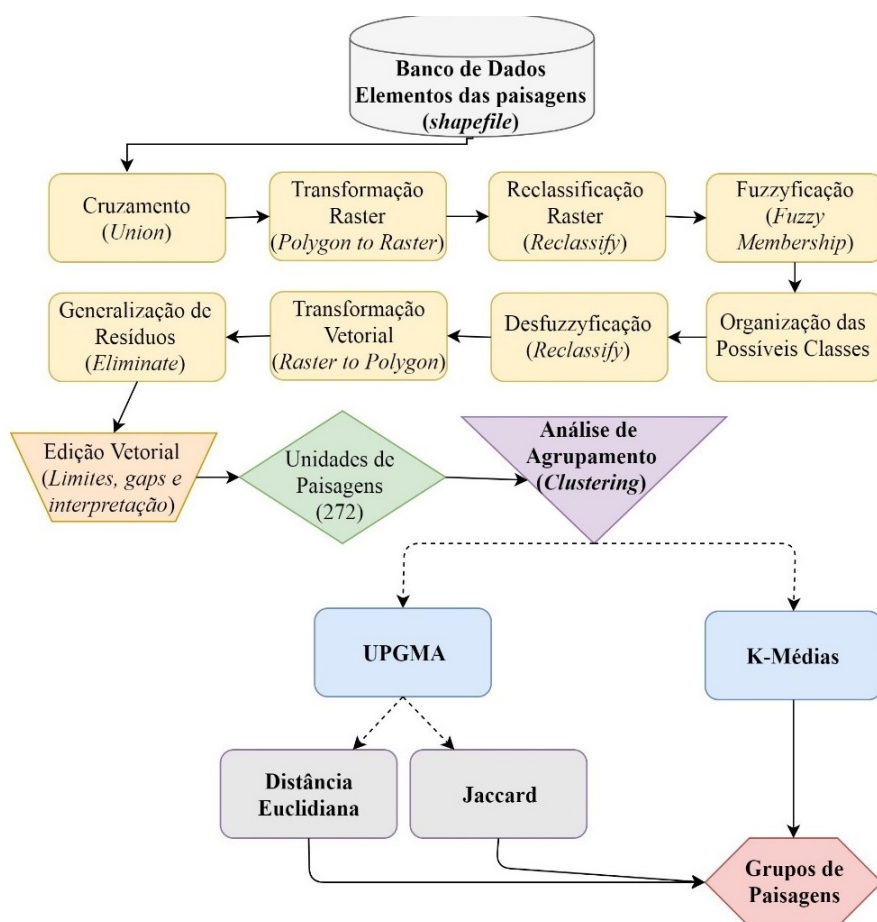 Banco de Dados
Elementos das paisagens
(shapefile)
Cruzamento
(Union)
Transformação
Raster
(Polygon to Raster)
Reclassificação
Raster
(Reclassify)
Fuzzyficação
(Fuzzy
Membership)
Organização das
Possíveis Classes
Desfuzzyficação
(Reclassify)
Transformação
Vetorial
(Raster to Polygon)
Generalização de
Resíduos
(Eliminate)
Edição Vetorial
(Limites, gaps e
interpretação)
Unidades de
Paisagens
(272)
Análise de
Agrupamento
(Clustering)
UPGMA
K-Médias
Distância
Euclidiana
Jaccard
Grupos de
Paisagens